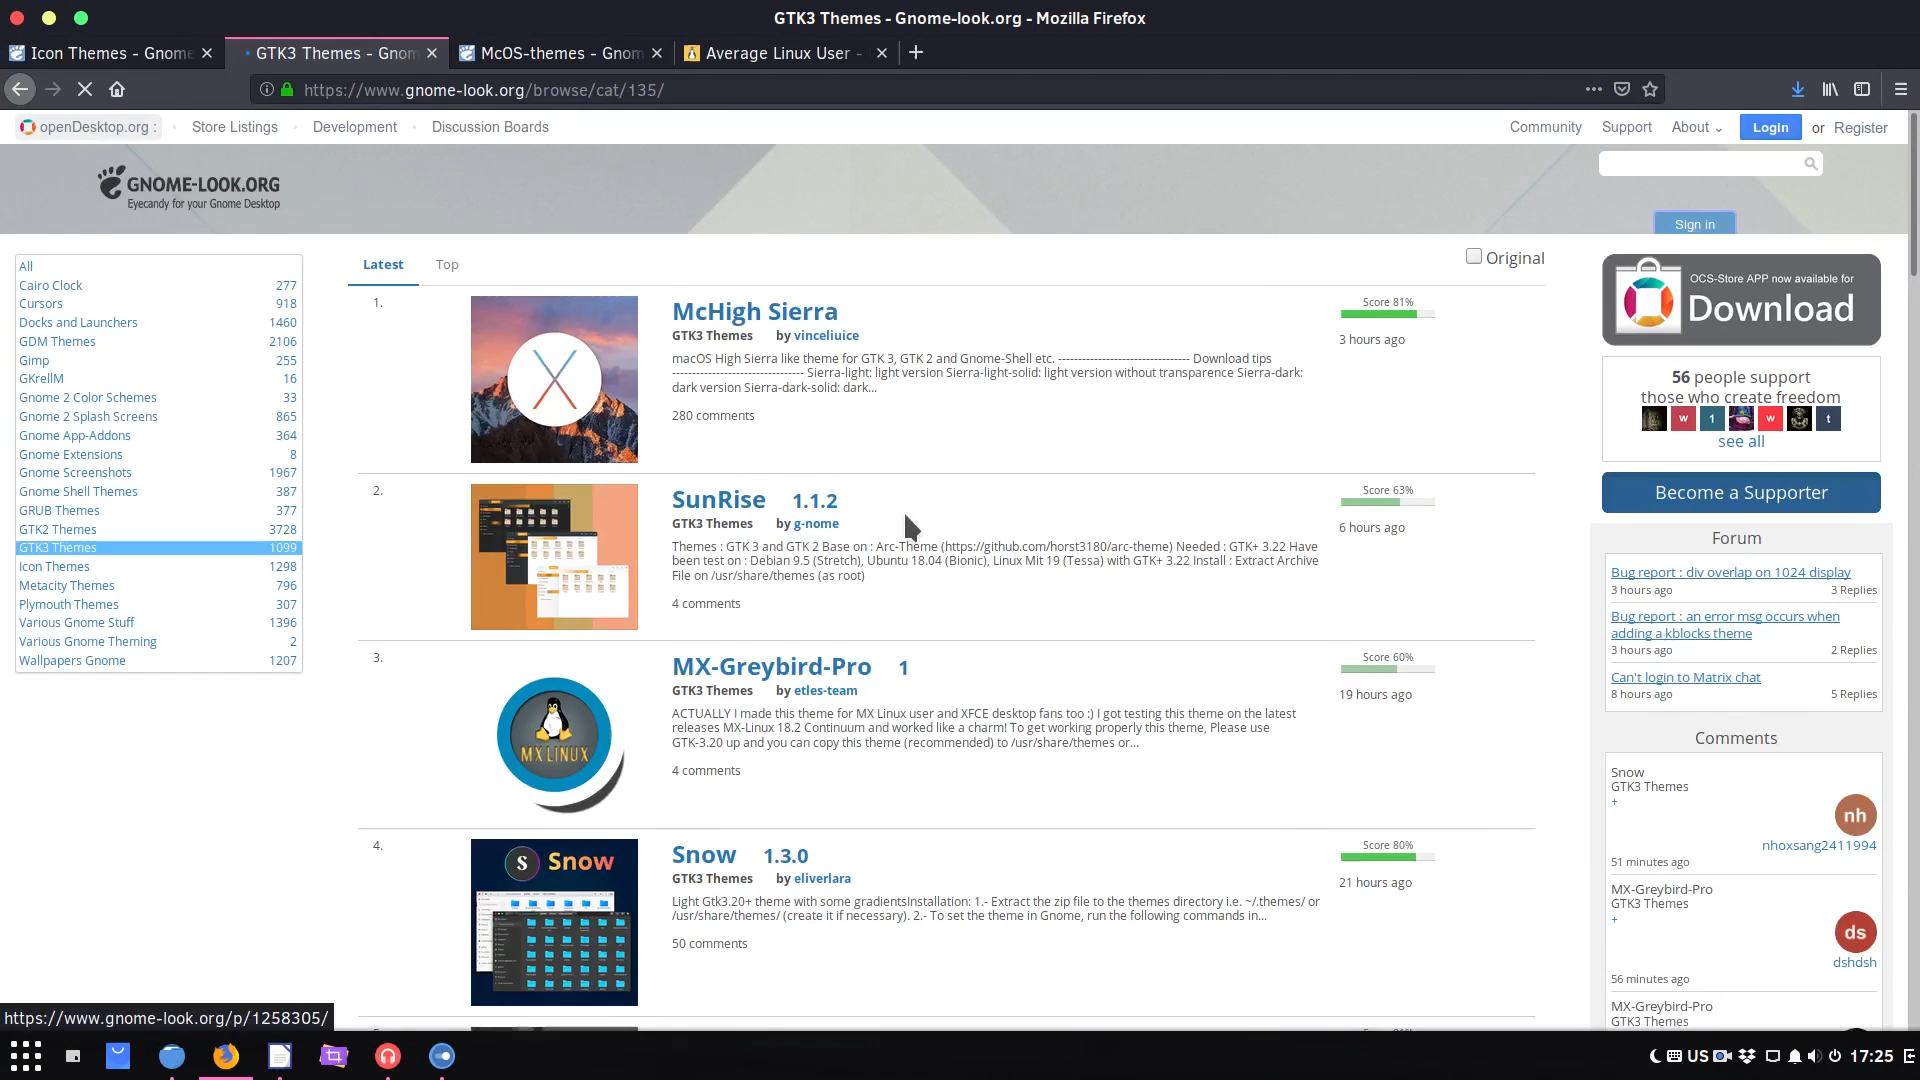 GTK3 Themes - Gnome-look.org - Mozilla Firefox
Icon Themes - Gnome
GTK3 Themes - Gnom
McOS-themes - Gnom
Average Linux User -
https://www.gnome-look.org/browse/cat/135/
openDesktop.org :
Store Listings
Development
Discussion Boards
Community
Support
About
Login
or
Register
GNOME-LOOK.ORG
Eyecandy for your Gnome Desktop
Sign in
All
Cairo Clock 277
Cursors 918
Docks and Launchers 1460
GDM Themes 2106
Gimp 255
GKrellM 16
Gnome 2 Color Schemes 33
Gnome 2 Splash Screens 865
Gnome App-Addons 364
Gnome Extensions 8
Gnome Screenshots 1967
Gnome Shell Themes 387
GRUB Themes 377
GTK2 Themes 3728
GTK3 Themes 1099
Icon Themes 1298
Metacity Themes 796
Plymouth Themes 307
Various Gnome Stuff 1396
Various Gnome Theming 2
Wallpapers Gnome 1207
Latest
Top
Original
1.
McHigh Sierra
GTK3 Themes by vinceliuice
macOS High Sierra like theme for GTK 3, GTK 2 and Gnome-Shell etc. --------------------------------- Download tips
--------------------------------- Sierra-light: light version Sierra-light-solid: light version without transparence Sierra-dark:
dark version Sierra-dark-solid: dark...
280 comments
Score 81%
3 hours ago
2.
SunRise 1.1.2
GTK3 Themes by g-nome
Themes : GTK 3 and GTK 2 Base on : Arc-Theme (https://github.com/horst3180/arc-theme) Needed : GTK+ 3.22 Have
been test on : Debian 9.5 (Stretch), Ubuntu 18.04 (Bionic), Linux Mit 19 (Tessa) with GTK+ 3.22 Install : Extract Archive
File on /usr/share/themes (as root)
4 comments
Score 63%
6 hours ago
3.
MX LINUX
MX-Greybird-Pro 1
GTK3 Themes by etles-team
ACTUALLY I made this theme for MX Linux user and XFCE desktop fans too :) I got testing this theme on the latest
releases MX-Linux 18.2 Continuum and worked like a charm! To get working properly this theme, Please use
GTK-3.20 up and you can copy this theme (recommended) to /usr/share/themes or...
4 comments
Score 60%
19 hours ago
4.
S Snow
Snow 1.3.0
GTK3 Themes by eliverlara
Light Gtk3.20+ theme with some gradientsInstallation: 1.- Extract the zip file to the themes directory i.e. ~/.themes/ or
/usr/share/themes/ (create it if necessary). 2.- To set the theme in Gnome, run the following commands in...
50 comments
Score 80%
21 hours ago
OCS-Store APP now available for
Download
56 people support
those who create freedom
w 1 w t
see all
Become a Supporter
Forum
Bug report : div overlap on 1024 display
3 hours ago 3 Replies
Bug report : an error msg occurs when
adding a kblocks theme
3 hours ago 2 Replies
Can't login to Matrix chat
8 hours ago 5 Replies
Comments
Snow
GTK3 Themes
+
nh
nhoxsang2411994
51 minutes ago
MX-Greybird-Pro
GTK3 Themes
+
ds
dshdsh
56 minutes ago
MX-Greybird-Pro
GTK3 Themes
https://www.gnome-look.org/p/1258305/
US
17:25